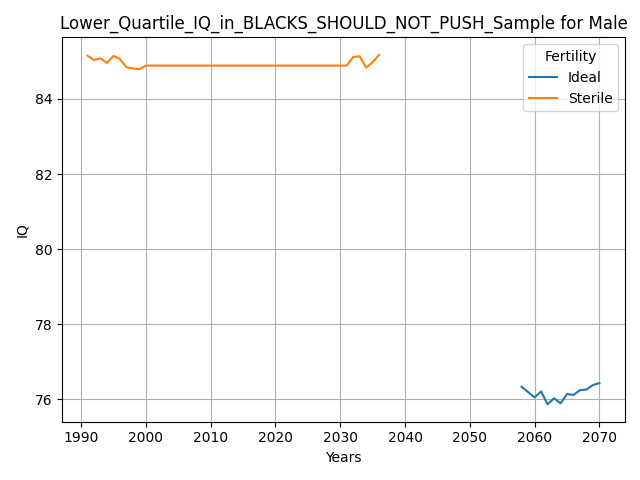 Lower_Quartile_IQ_in_BLACKS_SHOULD_NOT_PUSH_Sample for Male
Fertility
Ideal
Sterile
84
82
80
78
76
IQ
1990 2000 2010 2020 2030 2040 2050 2060 2070
Years